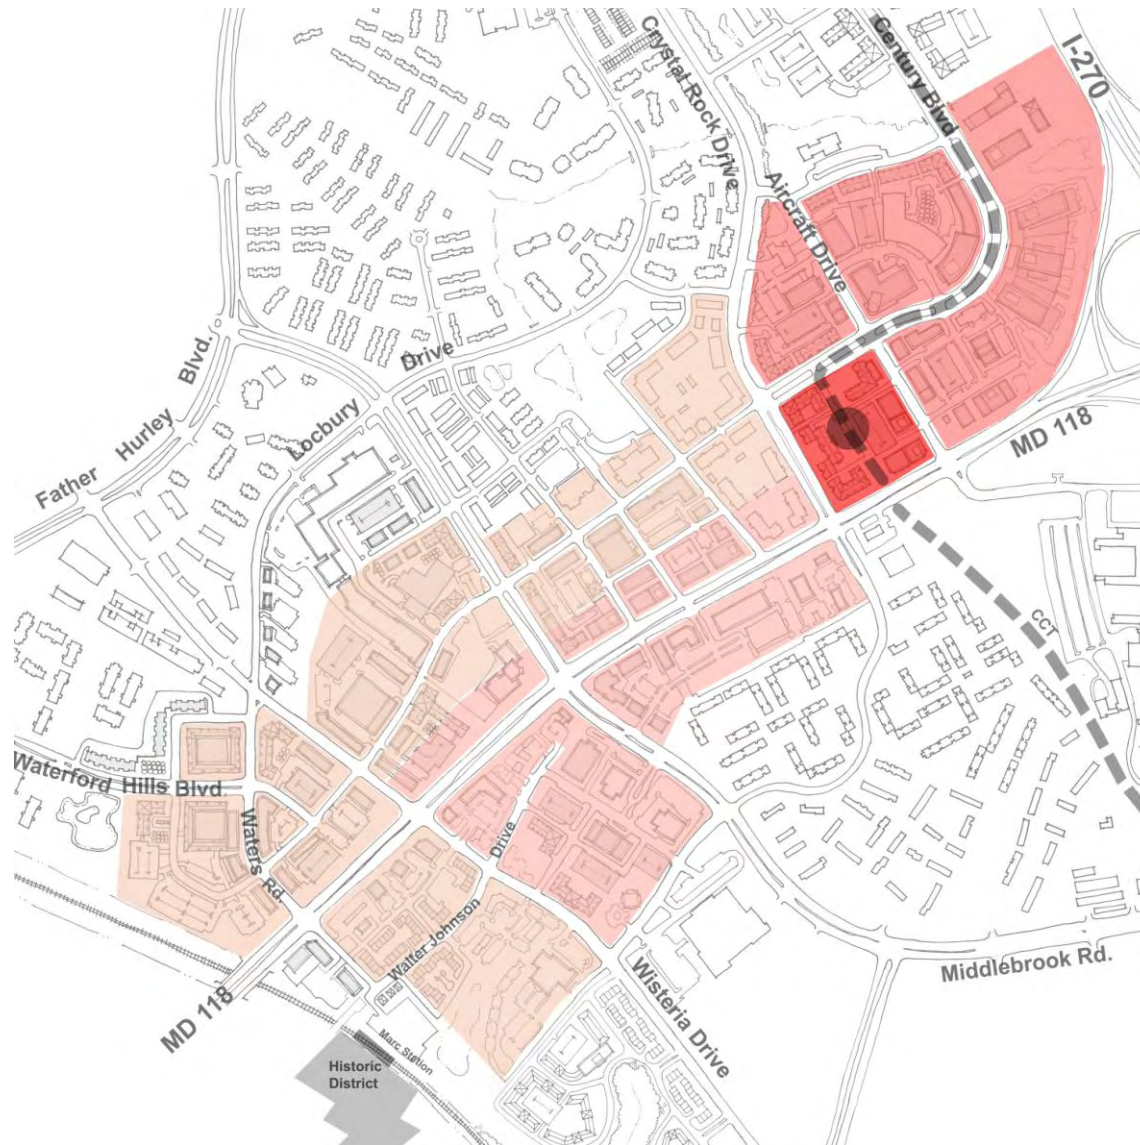 I-270
Century Blvd
Crystal Rock Drive
Aircraft Drive
Blvd.
Hurley
Father
Drive
Locbury
MD 118
CCT
Waterford Hills Blvd
Waters Rd
Drive
Walter Johnson
Wisteria Drive
Middlebrook Rd.
MD 118
Marc Station
Historic
District